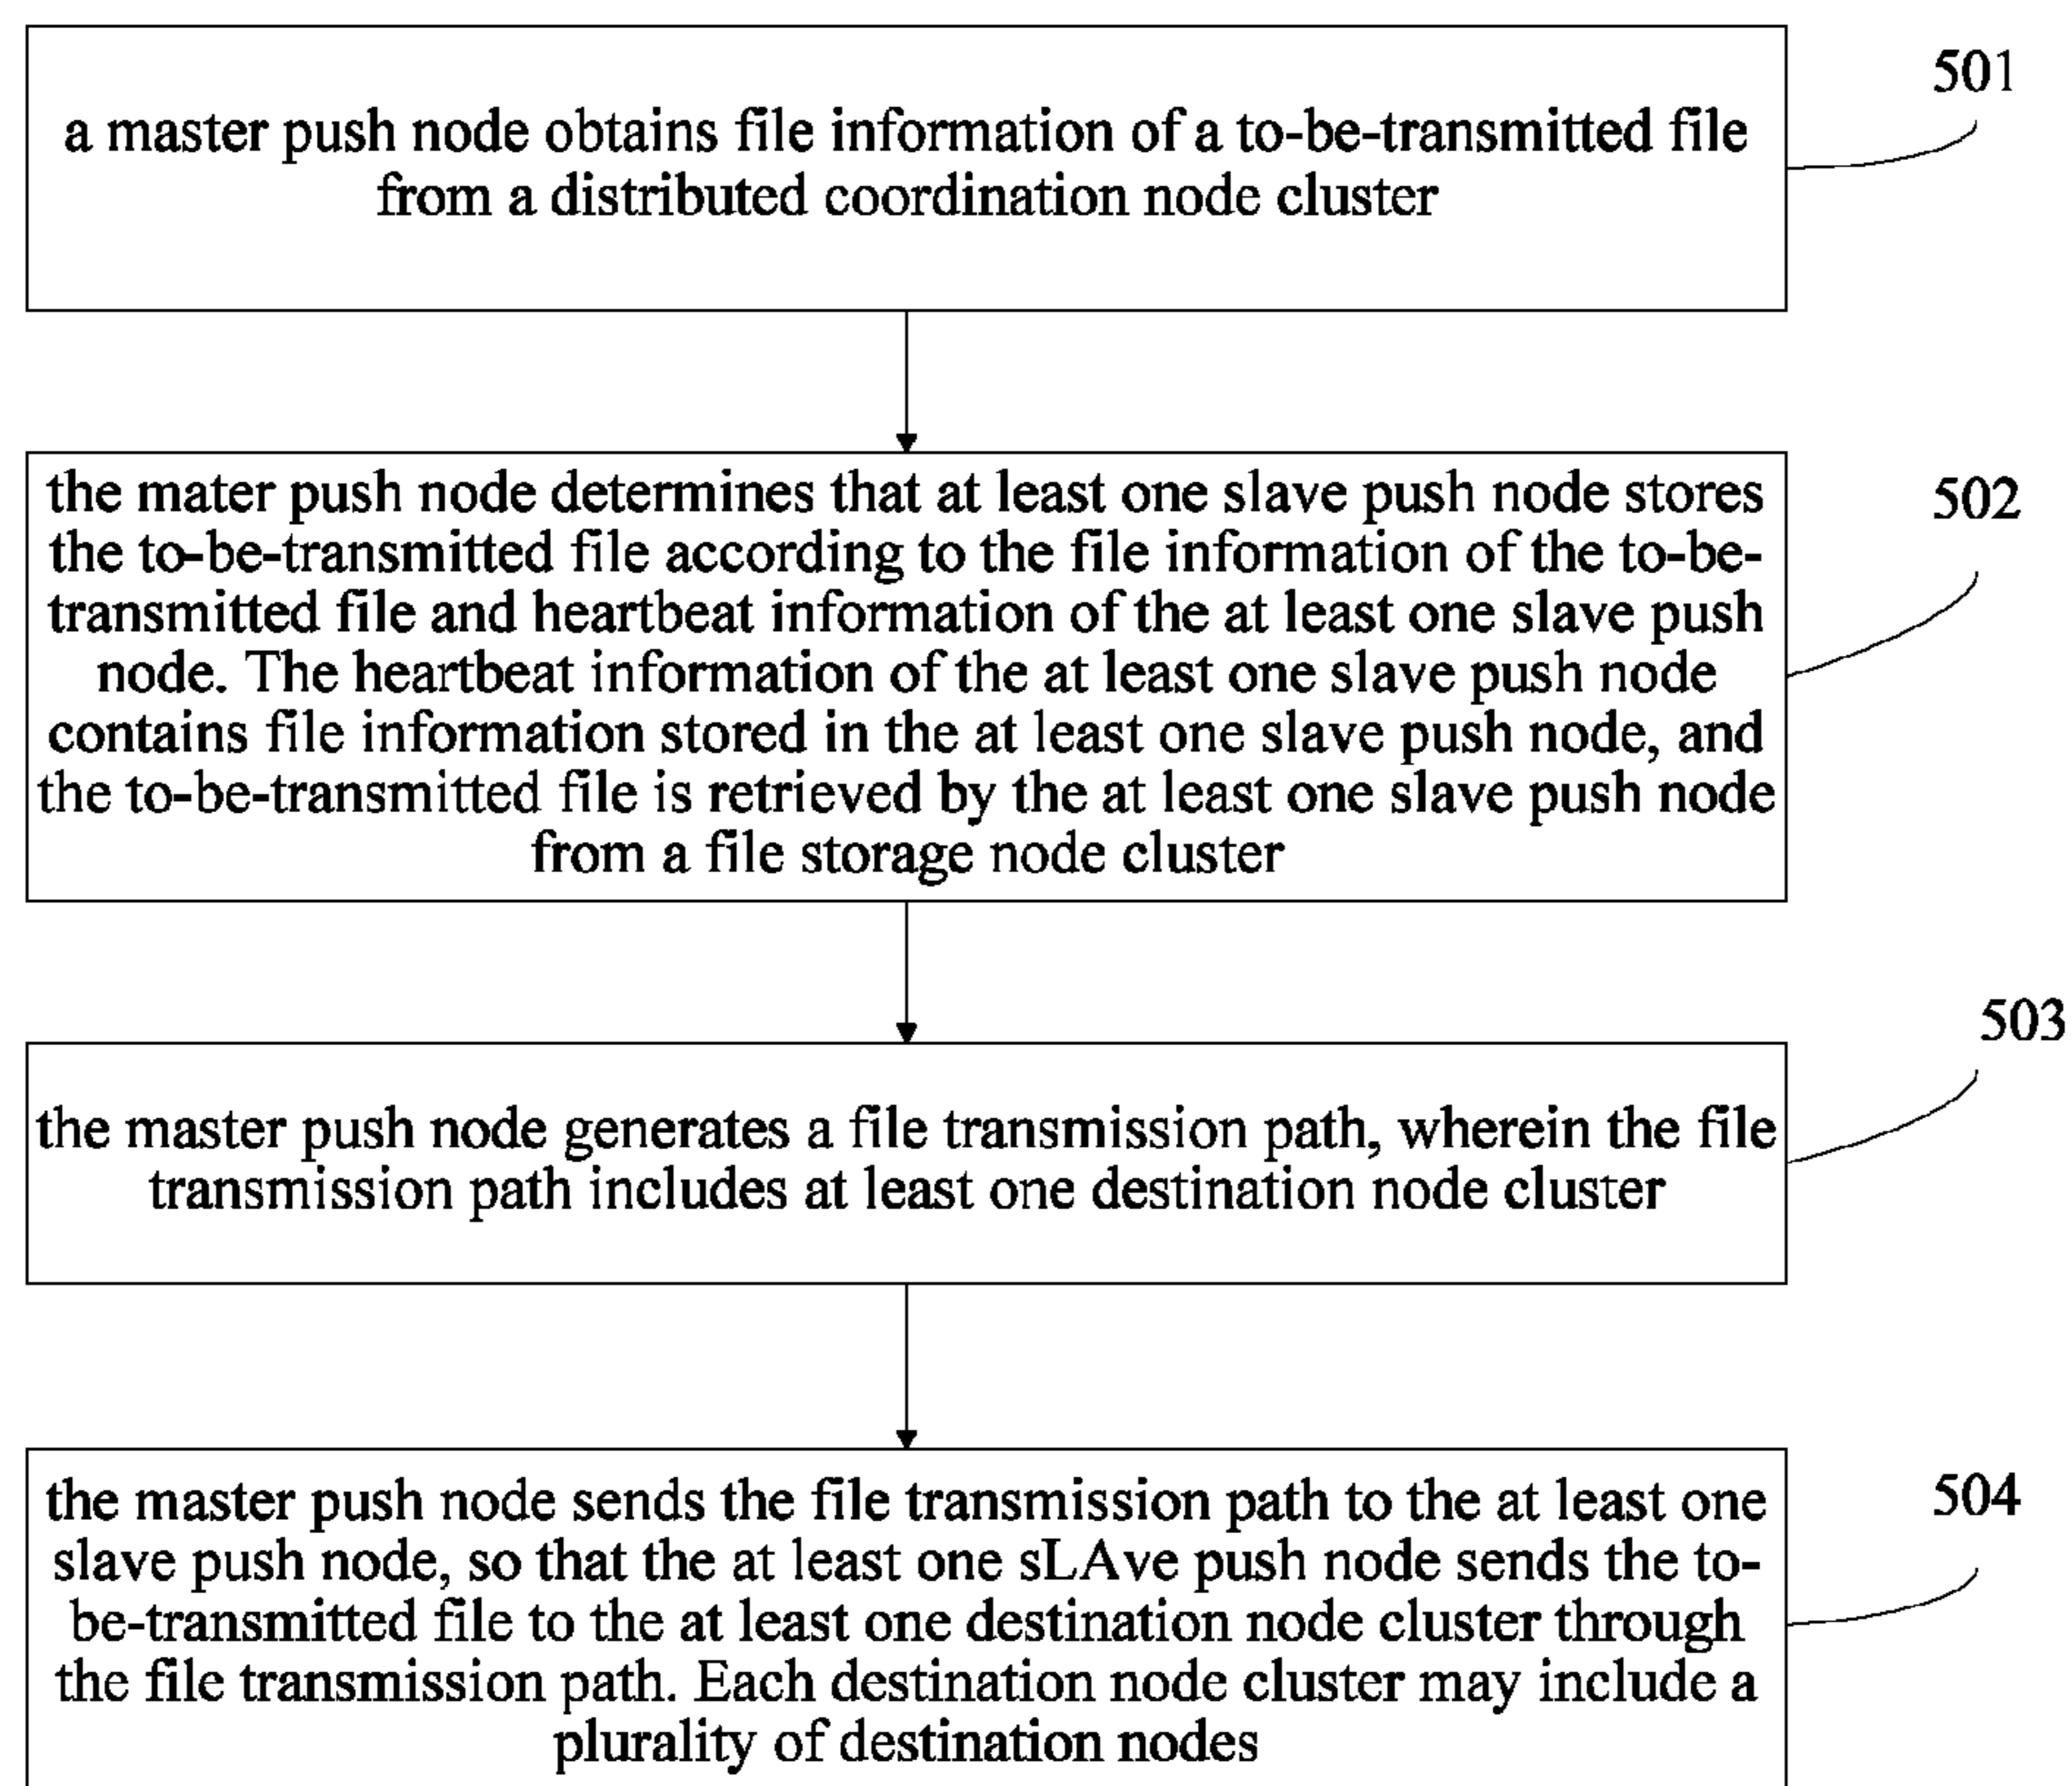 501
a master push node obtains file information of a to-be-transmitted file
from a distributed coordination node cluster
502
the mater push node determines that at least one slave push node stores
the to-be-transmitted file according to the file information of the to-be-
transmitted file and heartbeat information of the at least one slave push
node. The heartbeat information of the at least one slave push node
contains file information stored in the at least one slave push node, and
the to-be-transmitted file is retrieved by the at least one slave push node
from a file storage node cluster
503
the master push node generates a file transmission path, wherein the file
transmission path includes at least one destination node cluster
504
the master push node sends the file transmission path to the at least one
slave push node, so that the at least one sLAve push node sends the to-
be-transmitted file to the at least one destination node cluster through
the file transmission path. Each destination node cluster may include a
plurality of destination nodes